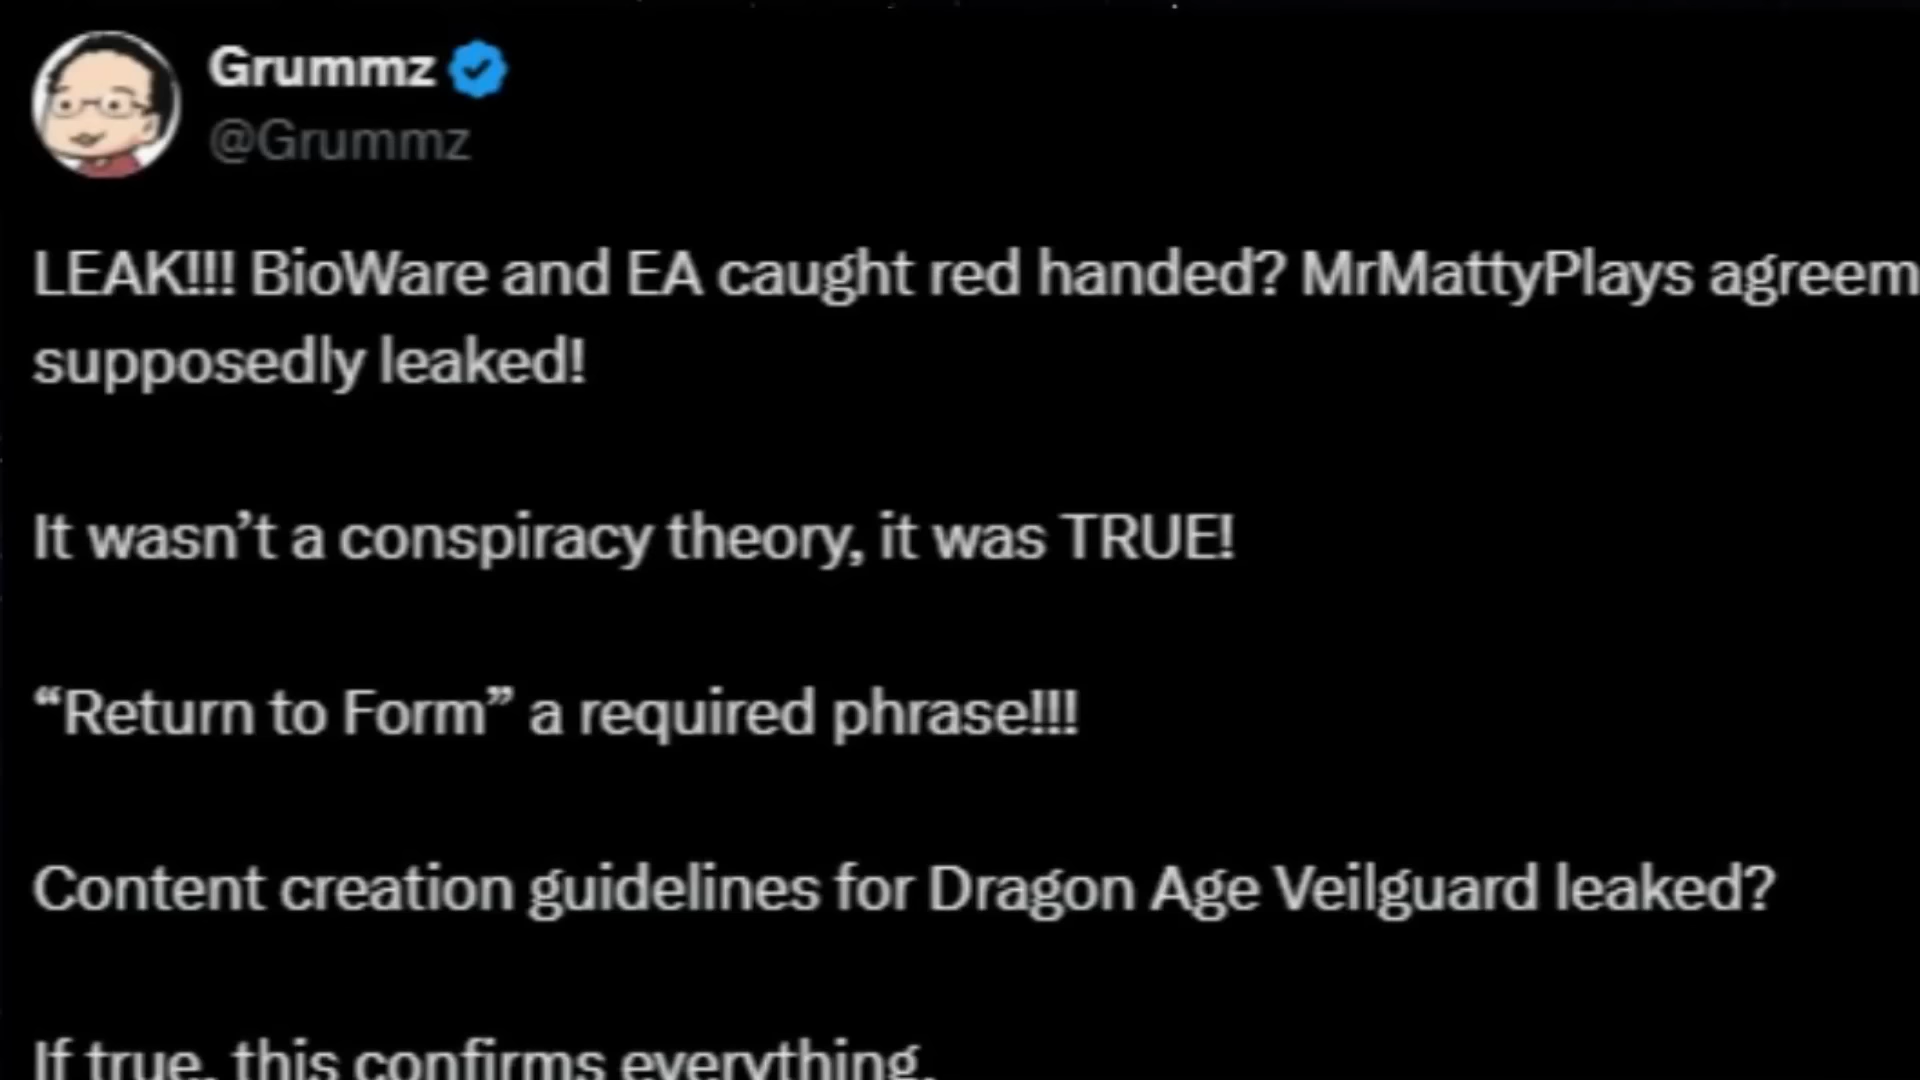 Grummz
@Grummz
LEAK!!! BioWare and EA caught red handed? MrMattyPlays agreem
supposedly leaked!
It wasn’t a conspiracy theory, it was TRUE!
“Return to Form” a required phrase!!!
Content creation guidelines for Dragon Age Veilguard leaked?
If true, this confirms everything.